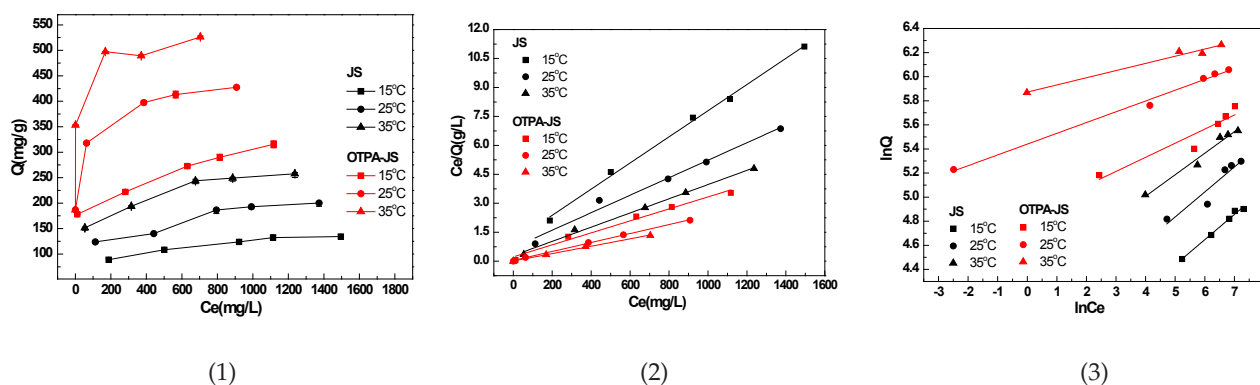 550
500
450
400
350
300
250
200
150
100
50
0
Q(mg/g)
0 200 400 600 800 1000 1200 1400 1600 1800
Ce(mg/L)
JS
15°C
25°C
35°C
OTPA-JS
15°C
25°C
35°C
(1)
12.0
9.0
7.5
6.0
4.5
3.0
1.5
0.0
Ce/Q(g/L)
0 200 400 600 800 1000 1200 1400 1600
Ce(mg/L)
JS
15°C
25°C
35°C
OTPA-JS
15°C
25°C
35°C
(2)
6.4
6.2
6.0
5.8
5.6
5.4
5.2
5.0
4.8
4.6
4.4
lnQ
-3 -2 -1 0 1 2 3 4 5 6 7 8
lnCe
JS OTPA-JS
15°C 15°C
25°C 25°C
35°C 35°C
(3)